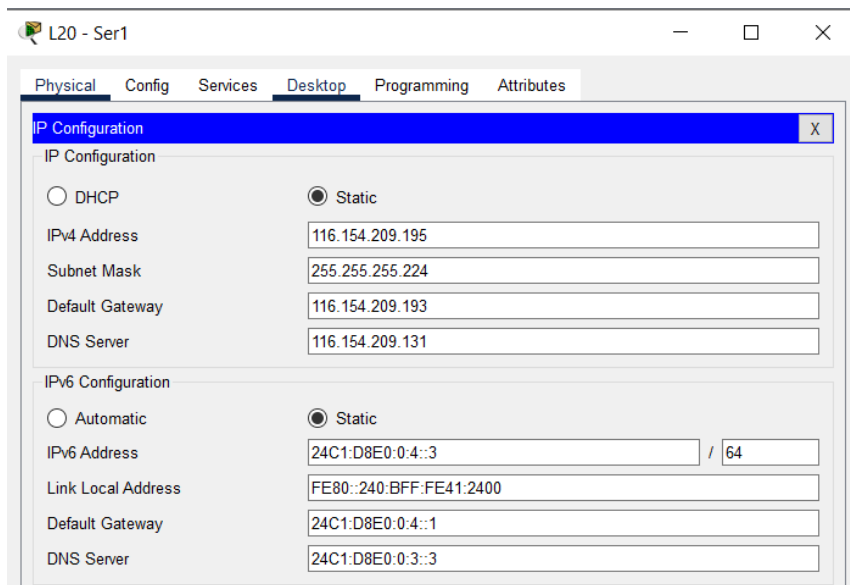 L20 - Ser1
Physical Config Services Desktop Programming Attributes
IP Configuration X
IP Configuration
DHCP Static
IPv4 Address 116.154.209.195
Subnet Mask 255.255.255.224
Default Gateway 116.154.209.193
DNS Server 116.154.209.131
IPv6 Configuration
Automatic Static
IPv6 Address 24C1:D8E0:0:4::3 / 64
Link Local Address FE80::240:BFF:FE41:2400
Default Gateway 24C1:D8E0:0:4::1
DNS Server 24C1:D8E0:0:3::3